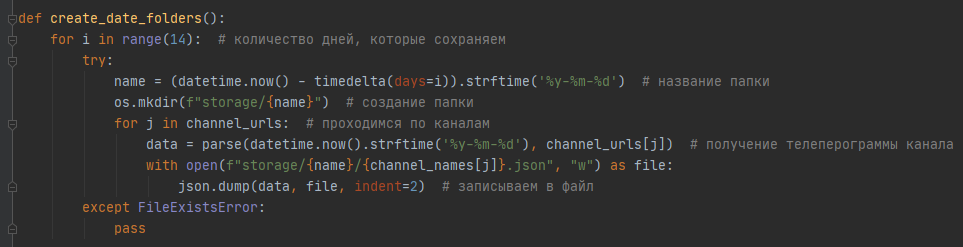 def create_date_folders():
    for i in range(14):  # количество дней, которые сохраняем
        try:
            name = (datetime.now() - timedelta(days=i)).strftime('%y-%m-%d')  # название папки
            os.mkdir(f"storage/{name}")  # создание папки
            for j in channel_urls:  # проходимся по каналам
                data = parse(datetime.now().strftime('%y-%m-%d'), channel_urls[j])  # получение телеперограммы канала
                with open(f"storage/{name}/{channel_names[j]}.json", "w") as file:
                    json.dump(data, file, indent=2)  # записываем в файл
        except FileExistsError:
            pass